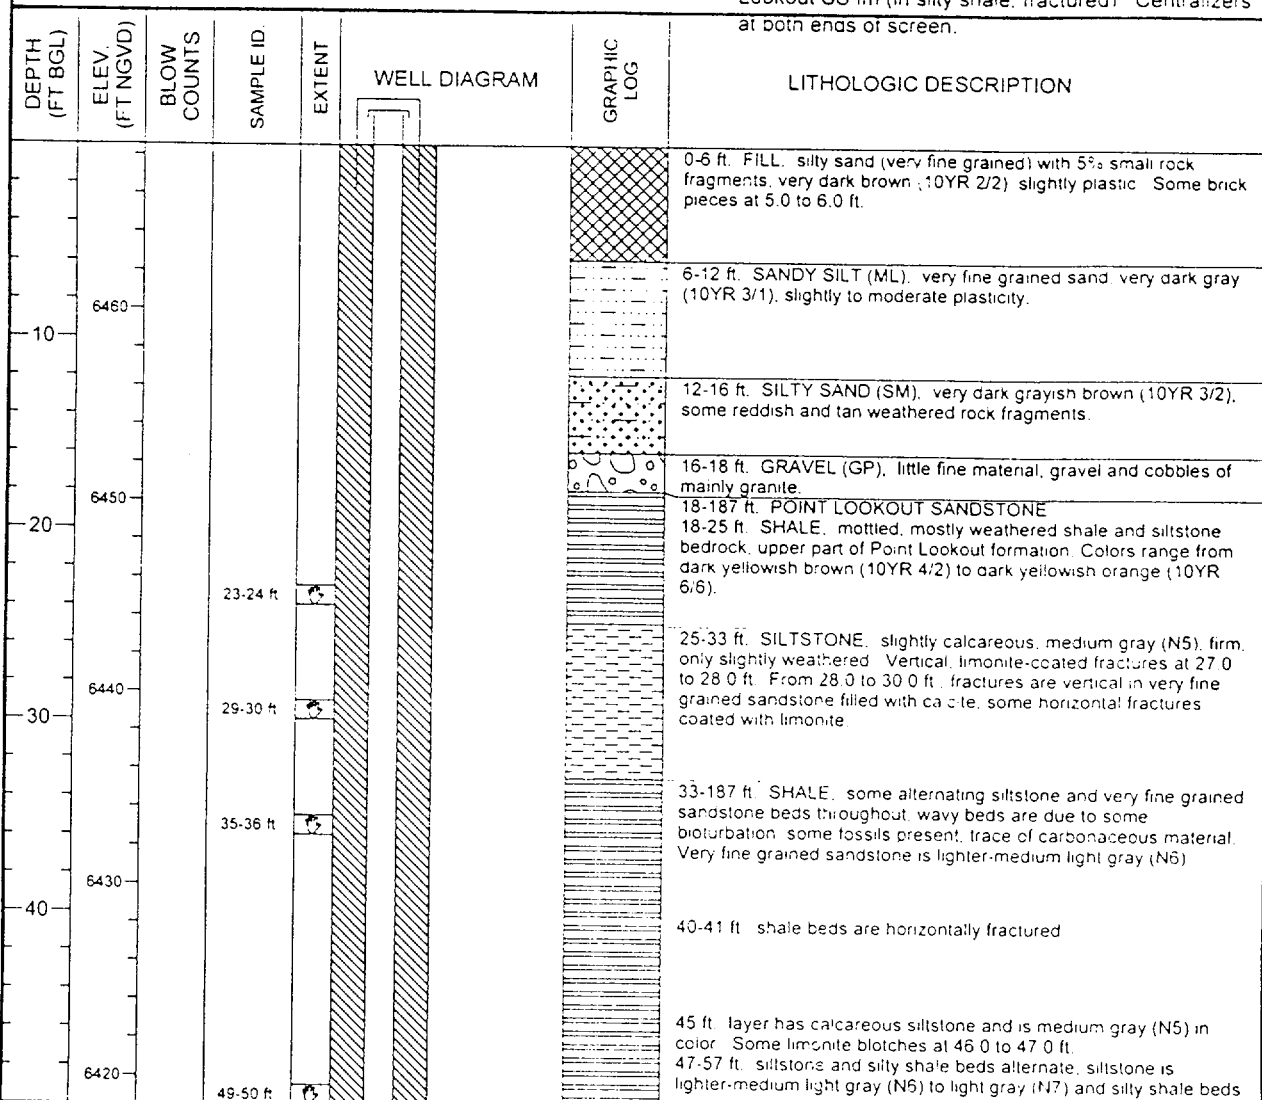 Lookout SS fm (in silty shale, fractured) Centralizers
at both ends of screen.
DEPTH
(FT BGL)
ELEV.
(FT NGVD)
BLOW
COUNTS
SAMPLE ID.
EXTENT
WELL DIAGRAM
GRAPHIC
LOG
LITHOLOGIC DESCRIPTION
0-6 ft. FILL. silty sand (very fine grained) with 5% small rock
fragments, very dark brown (10YR 2/2) slightly plastic Some brick
pieces at 5.0 to 6.0 ft.
6-12 ft. SANDY SILT (ML), very fine grained sand, very dark gray
(10YR 3/1), slightly to moderate plasticity.
6460
10
12-16 ft. SILTY SAND (SM), very dark grayish brown (10YR 3/2),
some reddish and tan weathered rock fragments.
16-18 ft. GRAVEL (GP), little fine material, gravel and cobbles of
mainly granite.
6450
18-187 ft. POINT LOOKOUT SANDSTONE
20
18-25 ft. SHALE, mottled, mostly weathered shale and siltstone
bedrock, upper part of Point Lookout formation. Colors range from
dark yellowish brown (10YR 4/2) to dark yellowish orange (10YR
6/6).
23-24 ft
25-33 ft. SILTSTONE, slightly calcareous, medium gray (N5), firm,
only slightly weathered Vertical, limonite-coated fractures at 27.0
to 28.0 ft. From 28.0 to 30.0 ft., fractures are vertical in very fine
grained sandstone filled with calcite, some horizontal fractures
coated with limonite.
6440
29-30 ft
30
33-187 ft. SHALE, some alternating siltstone and very fine grained
sandstone beds throughout, wavy beds are due to some
bioturbation, some fossils present, trace of carbonaceous material.
Very fine grained sandstone is lighter-medium light gray (N6)
35-36 ft
6430
40
40-41 ft shale beds are horizontally fractured
45 ft. layer has calcareous siltstone and is medium gray (N5) in
color Some limonite blotches at 46.0 to 47.0 ft.
47-57 ft. siltstone and silty shale beds alternate, siltstone is
lighter-medium light gray (N6) to light gray (N7) and silty shale beds
6420
49-50 ft